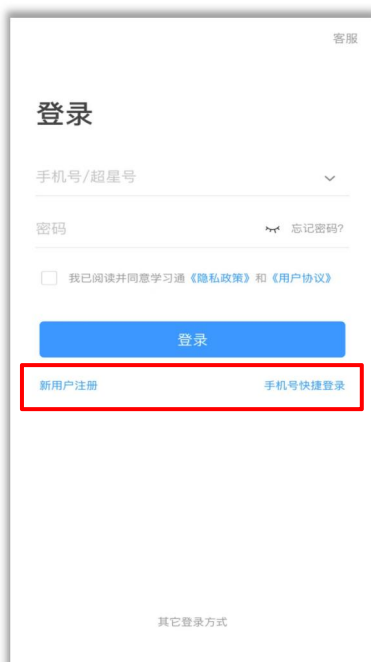 客服
登录
手机号/超星号
密码 忘记密码?
我已阅读并同意学习通《隐私政策》和《用户协议》
登录
新用户注册 手机号快捷登录
其它登录方式